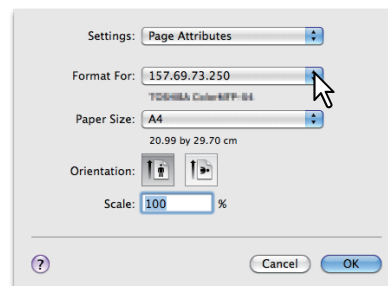 Settings: Page Attributes
Format For: 157.69.73.250
TOSHIBA ColorMFP-
Paper Size: A4
20.99 by 29.70 cm
Orientation:
Scale: 100 %
? Cancel OK